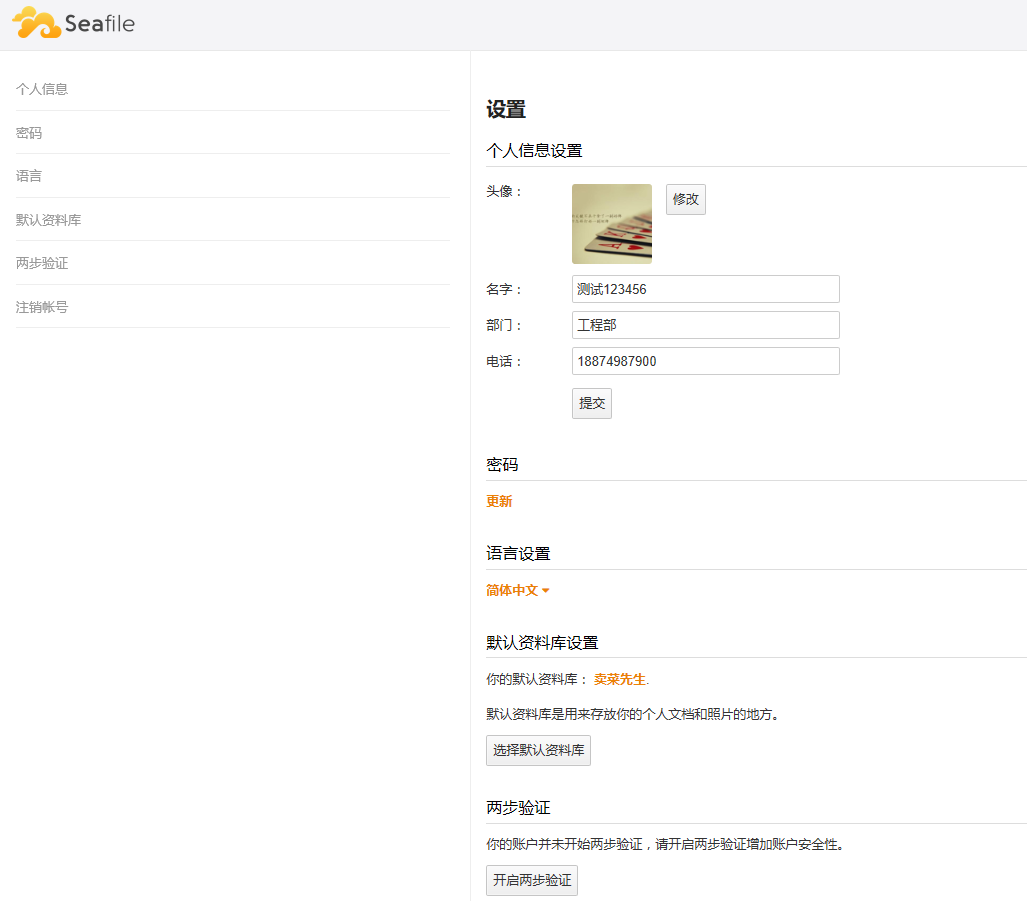 Seafile
个人信息
密码
语言
默认资料库
两步验证
注销帐号
设置
个人信息设置
头像：
修改
名字：
测试123456
部门：
工程部
电话：
18874987900
提交
密码
更新
语言设置
简体中文
默认资料库设置
你的默认资料库： 卖菜先生.
默认资料库是用来存放你的个人文档和照片的地方。
选择默认资料库
两步验证
你的账户并未开始两步验证，请开启两步验证增加账户安全性。
开启两步验证